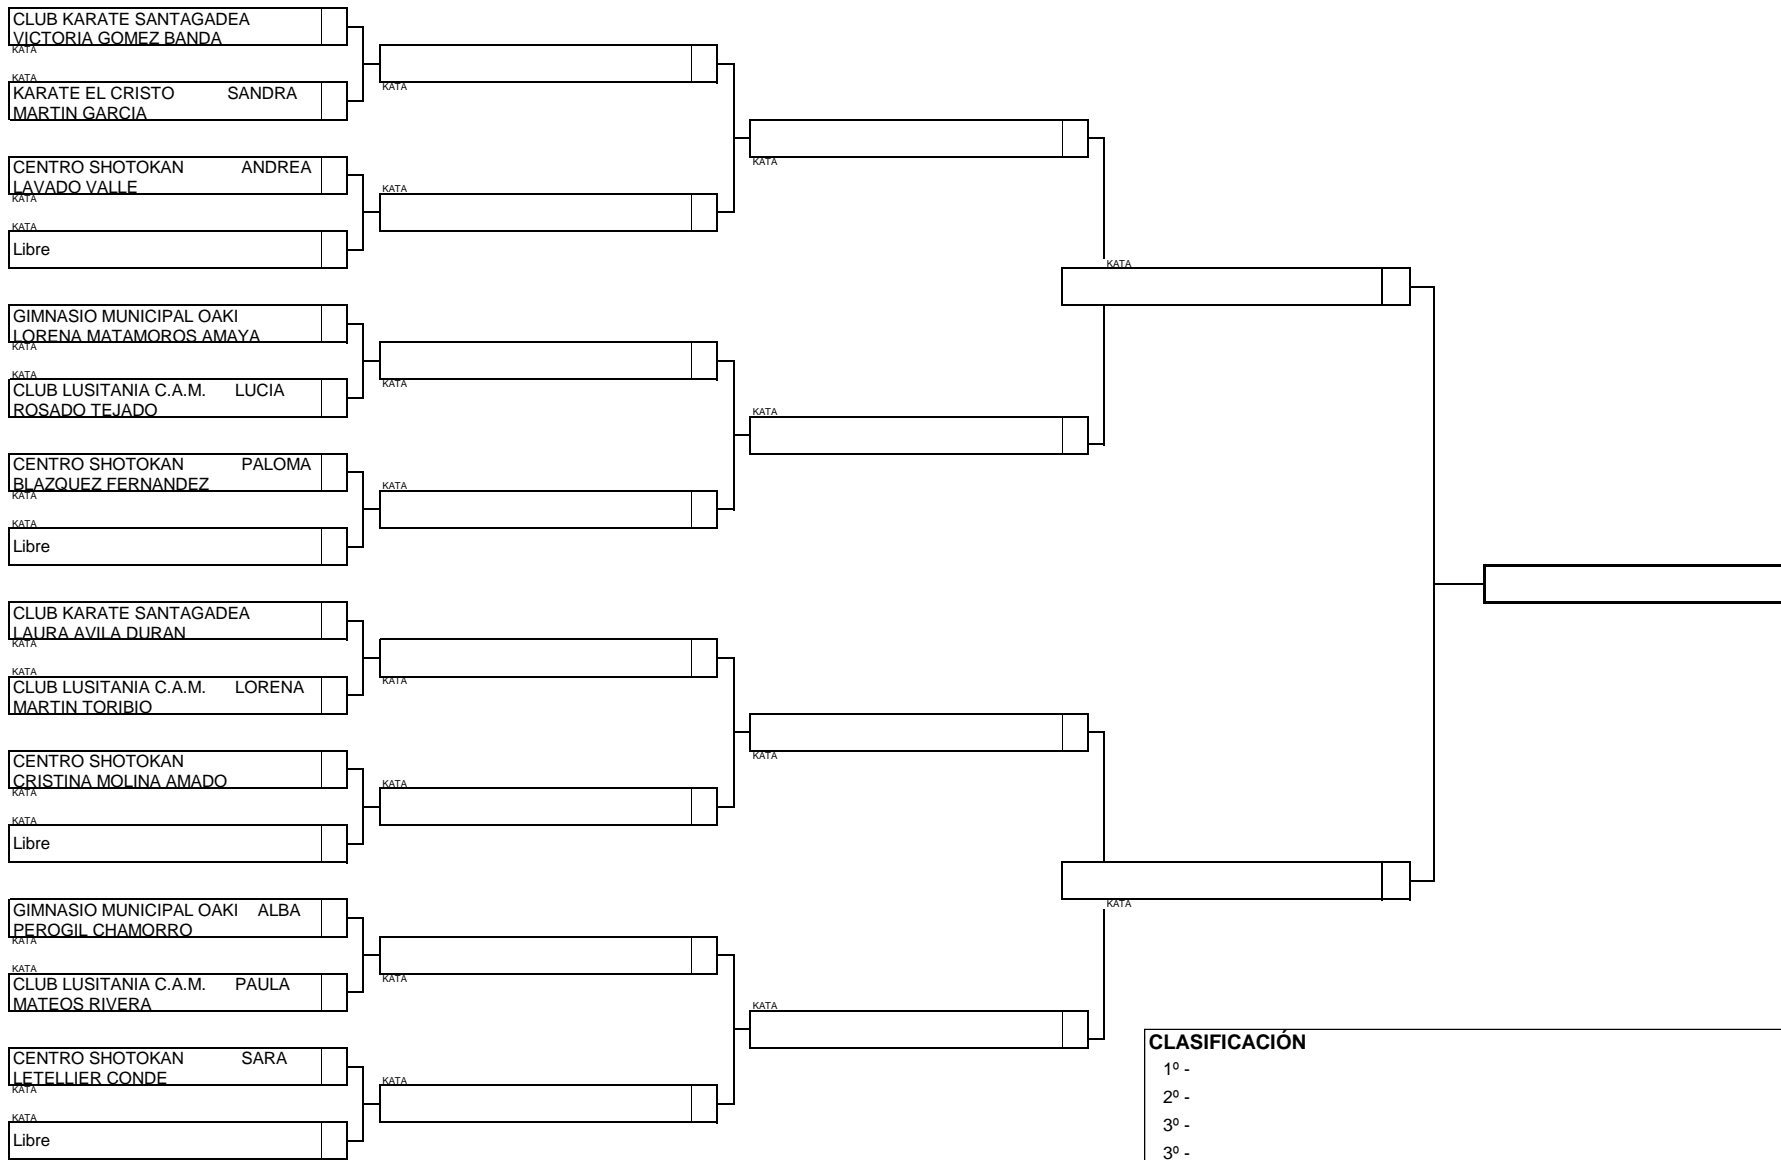 CLUB KARATE SANTAGADEA
VICTORIA GOMEZ BANDA
KATA
KATA
KARATE EL CRISTO SANDRA
MARTIN GARCIA
CENTRO SHOTOKAN ANDREA
LAVADO VALLE
KATA
KATA
Libre
GIMNASIO MUNICIPAL OAKI
LORENA MATAMOROS AMAYA
KATA
KATA
CLUB LUSITANIA C.A.M. LUCIA
ROSADO TEJADO
CENTRO SHOTOKAN PALOMA
BLAZQUEZ FERNANDEZ
KATA
KATA
Libre
CLUB KARATE SANTAGADEA
LAURA AVILA DURAN
KATA
KATA
CLUB LUSITANIA C.A.M. LORENA
MARTIN TORIBIO
CENTRO SHOTOKAN
CRISTINA MOLINA AMADO
KATA
KATA
Libre
GIMNASIO MUNICIPAL OAKI ALBA
PEROGIL CHAMORRO
KATA
KATA
CLUB LUSITANIA C.A.M. PAULA
MATEOS RIVERA
CENTRO SHOTOKAN SARA
LETELLIER CONDE
KATA
KATA
Libre
KATA
KATA
KATA
KATA
KATA
KATA
KATA
KATA
KATA
KATA
KATA
KATA
KATA
KATA
CLASIFICACIÓN
1º -
2º -
3º -
3º -